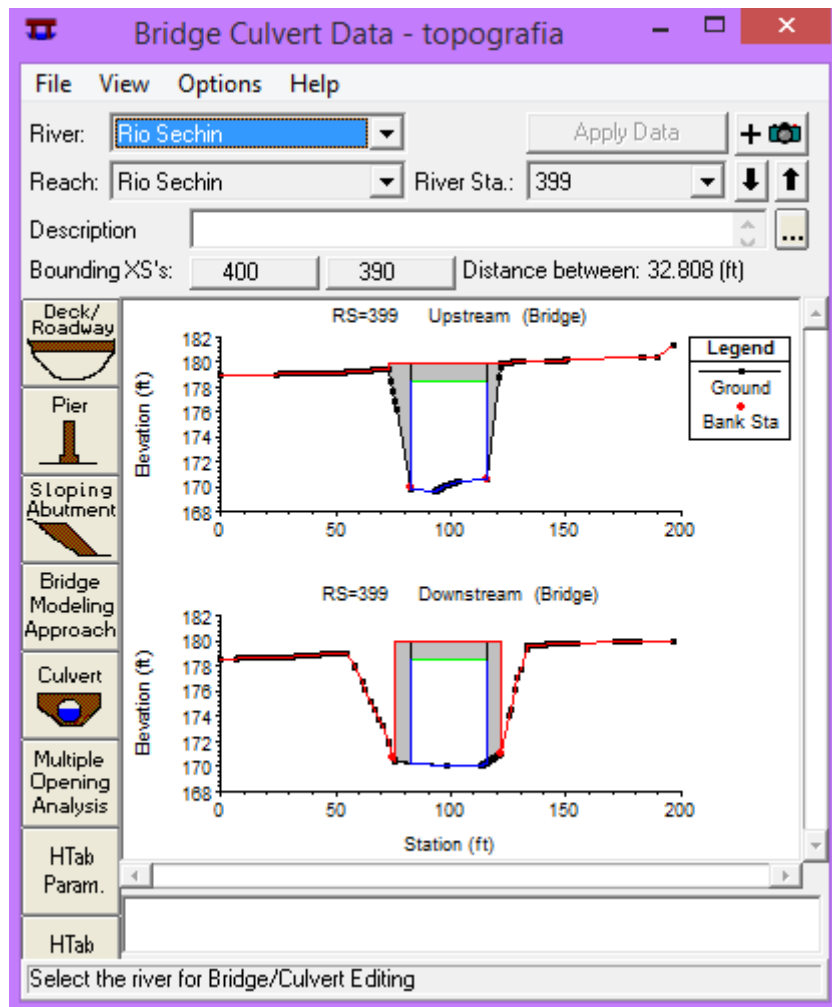 Bridge Culvert Data - topografia
File View Options Help
River: Rio Sechin Apply Data
Reach: Rio Sechin River Sta.: 399
Description ...
Bounding XS's: 400 390 Distance between: 32.808 (ft)
Deck/
Roadway
Pier
Sloping
Abutment
Bridge
Modeling
Approach
Culvert
Multiple
Opening
Analysis
HTab
Param.
HTab
RS=399 Upstream (Bridge)
Elevation (ft)
182
180
178
176
174
172
170
168
0 50 100 150 200
Legend
Ground
Bank Sta
RS=399 Downstream (Bridge)
Elevation (ft)
182
180
178
176
174
172
170
168
0 50 100 150 200
Station (ft)
Select the river for Bridge/Culvert Editing